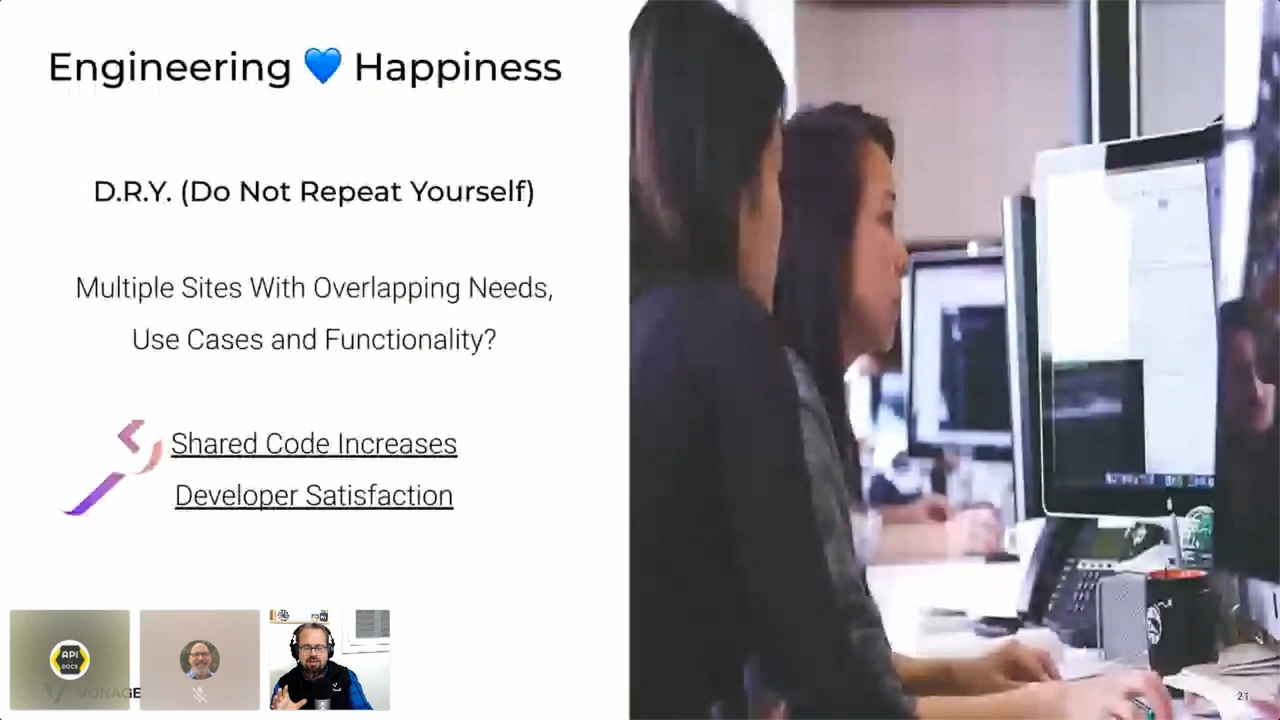 Engineering 💙 Happiness
D.R.Y. (Do Not Repeat Yourself)
Multiple Sites With Overlapping Needs,
Use Cases and Functionality?
Shared Code Increases
Developer Satisfaction
API
DOCS
VONAGE
21